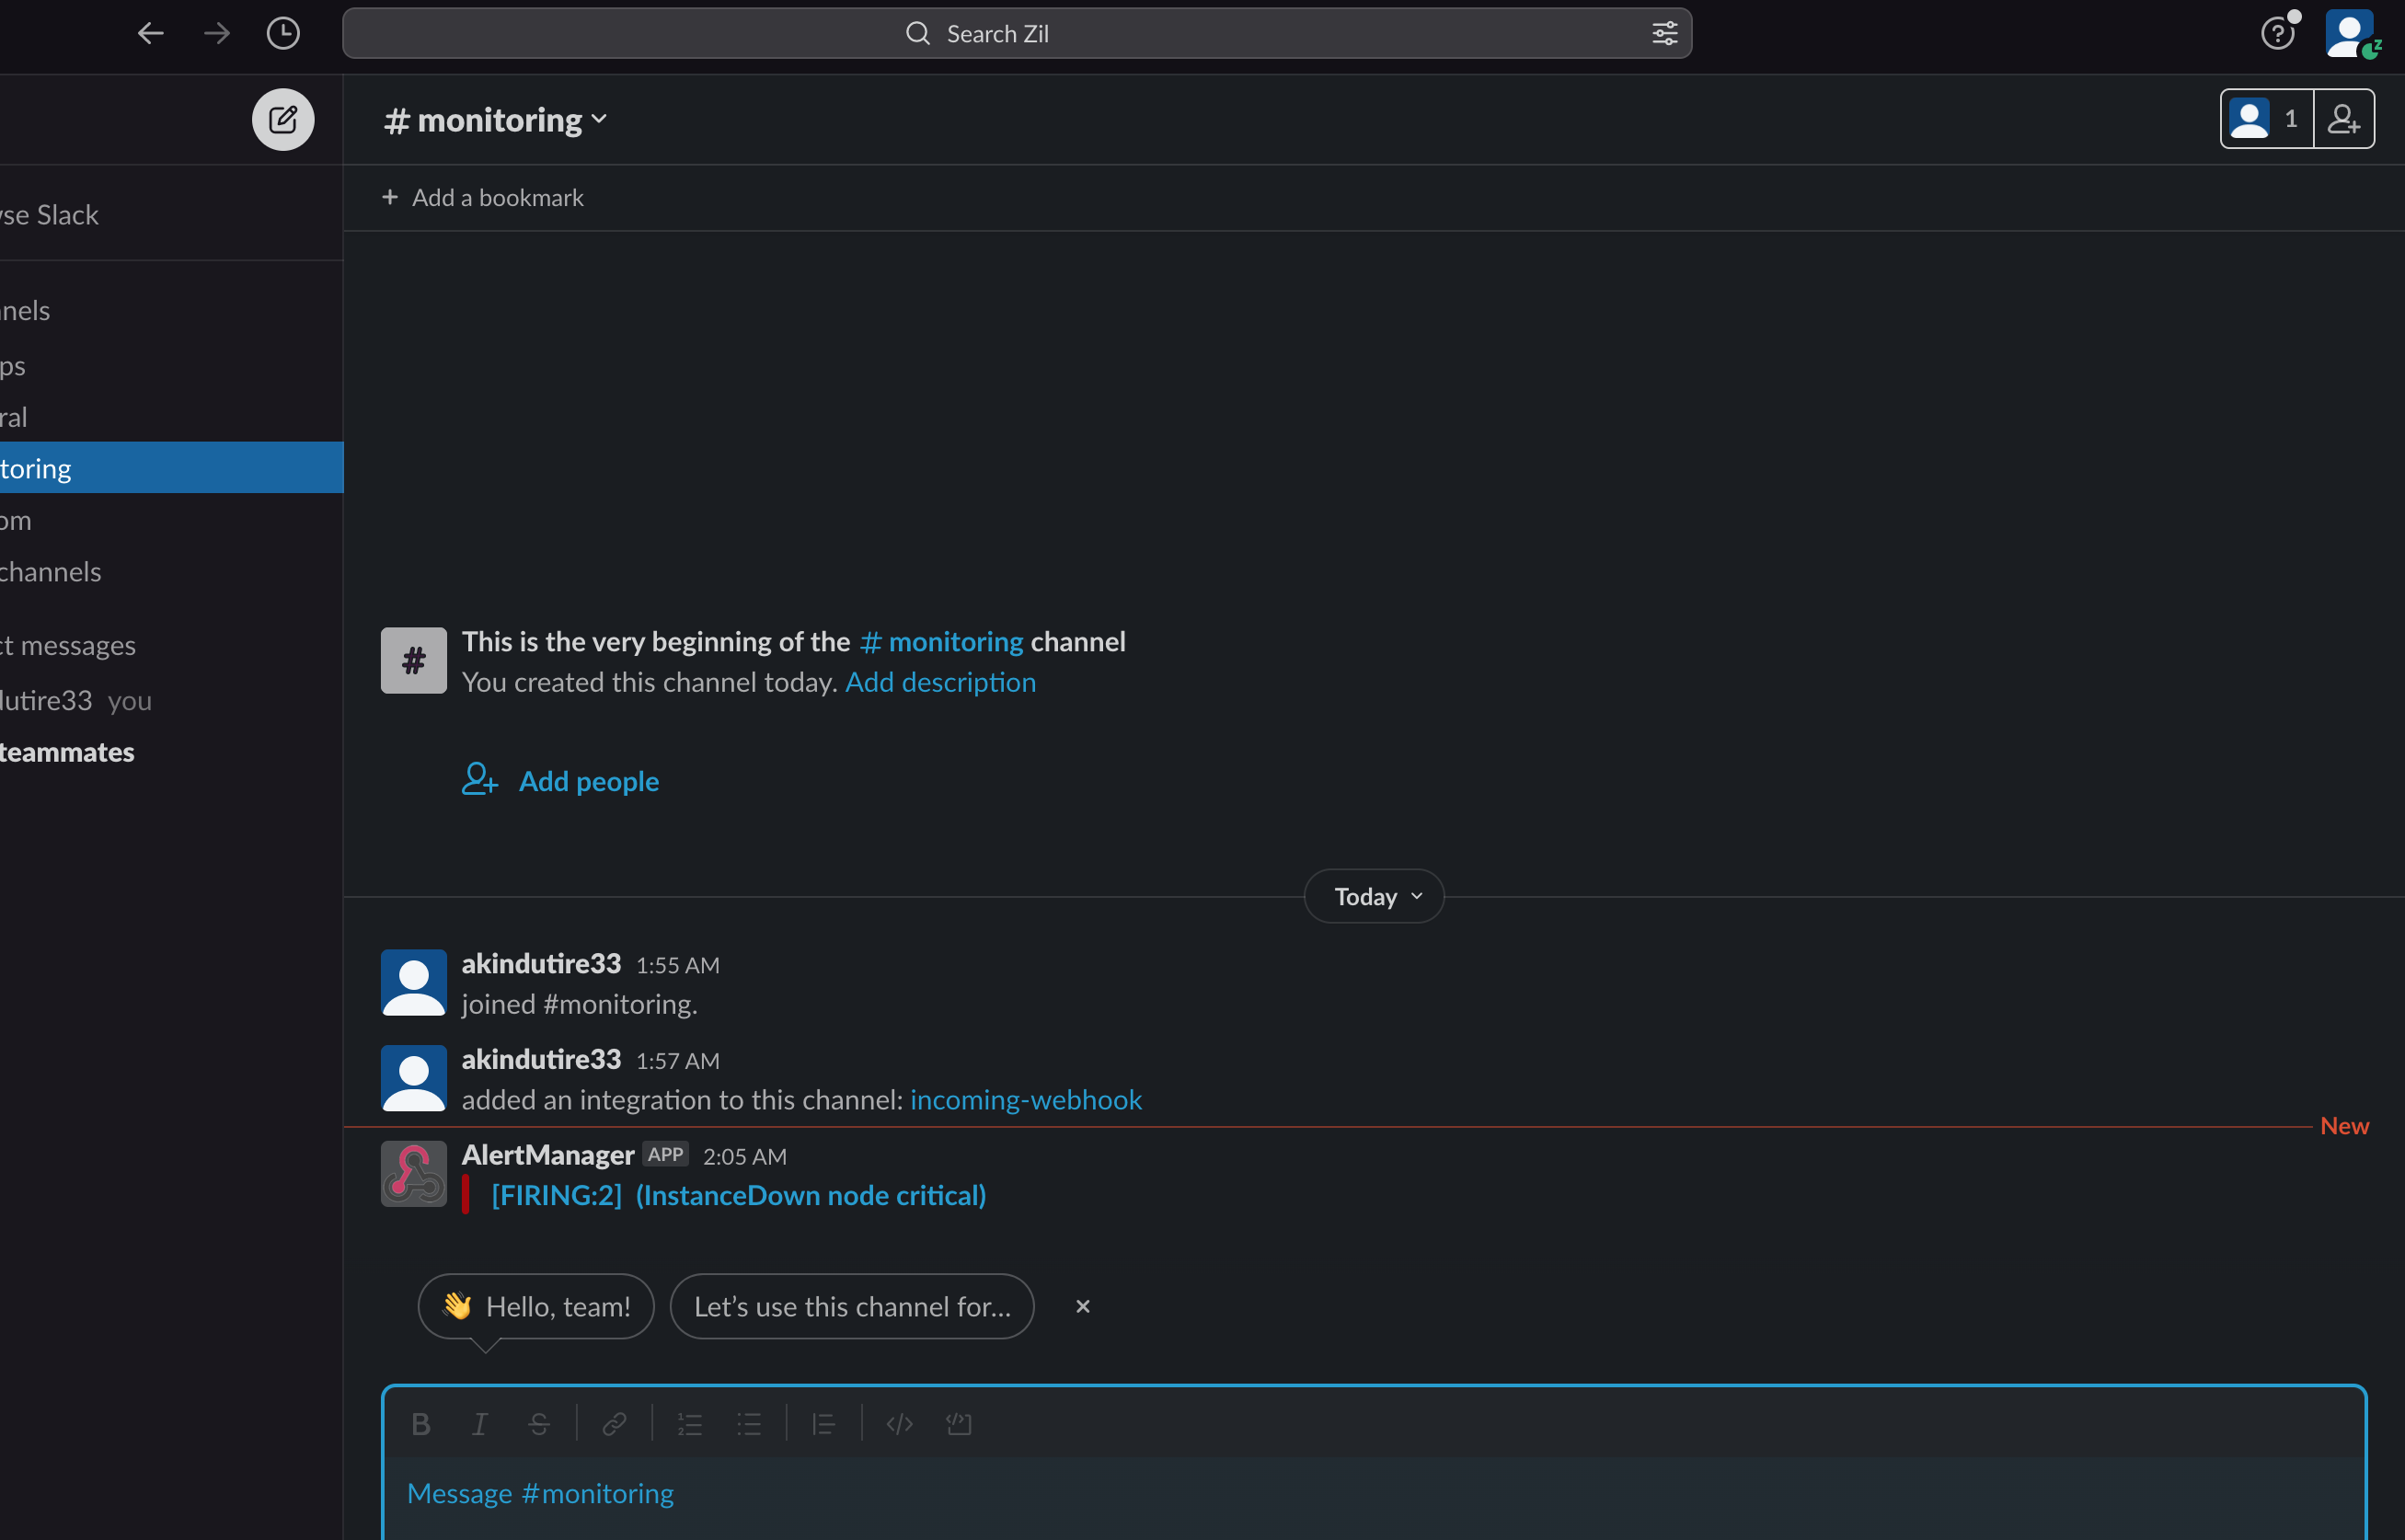 Search Zil
# monitoring
1
+ Add a bookmark
se Slack
nels
ps
ral
toring
om
channels
ct messages
dutire33 you
teammates
This is the very beginning of the # monitoring channel
You created this channel today. Add description
Add people
Today
akindutire33 1:55 AM
joined #monitoring.
akindutire33 1:57 AM
added an integration to this channel: incoming-webhook
New
AlertManager APP 2:05 AM
[FIRING:2] (InstanceDown node critical)
👋 Hello, team!
Let’s use this channel for...
Message #monitoring